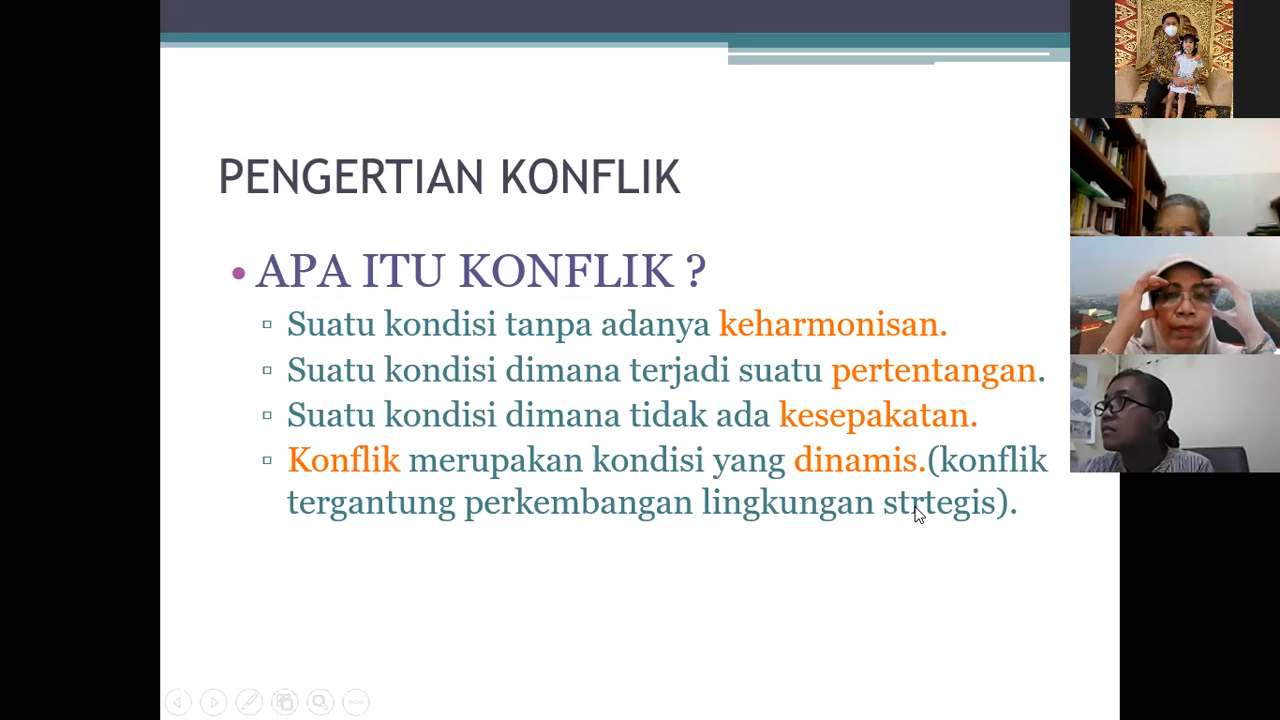 PENGERTIAN KONFLIK
• APA ITU KONFLIK ?
▫ Suatu kondisi tanpa adanya keharmonisan.
▫ Suatu kondisi dimana terjadi suatu pertentangan.
▫ Suatu kondisi dimana tidak ada kesepakatan.
▫ Konflik merupakan kondisi yang dinamis.(konflik
tergantung perkembangan lingkungan strtegis).